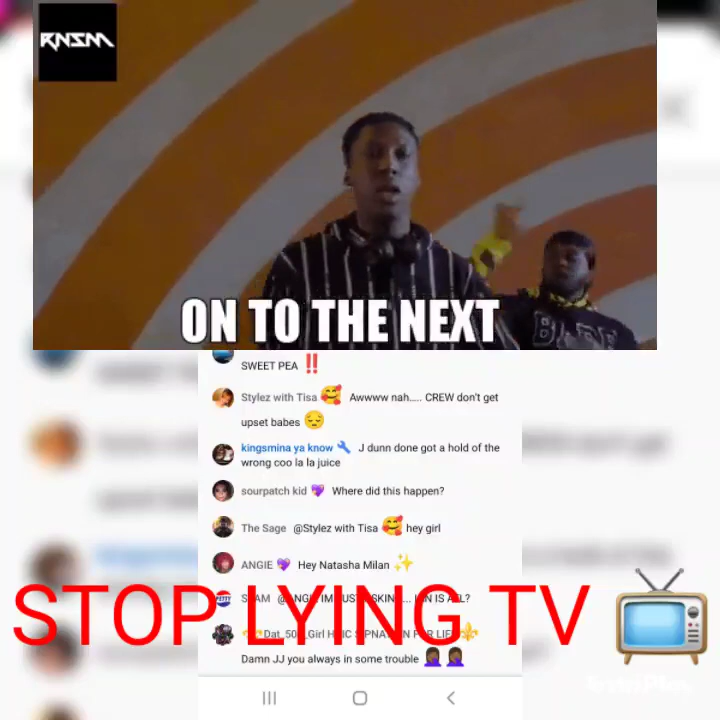 RNSM
ON TO THE NEXT
SWEET PEA ‼️
Stylez with Tisa 🥰 Awwww nah..... CREW don't get
upset babes 😔
kingsmina ya know 🔧 J dunn done got a hold of the
wrong coo la la juice
sourpatch kid 💖 Where did this happen?
The Sage @Stylez with Tisa 🥰 hey girl
ANGIE 💖 Hey Natasha Milan ✨
STOP LYING TV 📺
Damn JJ you always in some trouble 🤦🏾‍♀️🤦🏾‍♀️